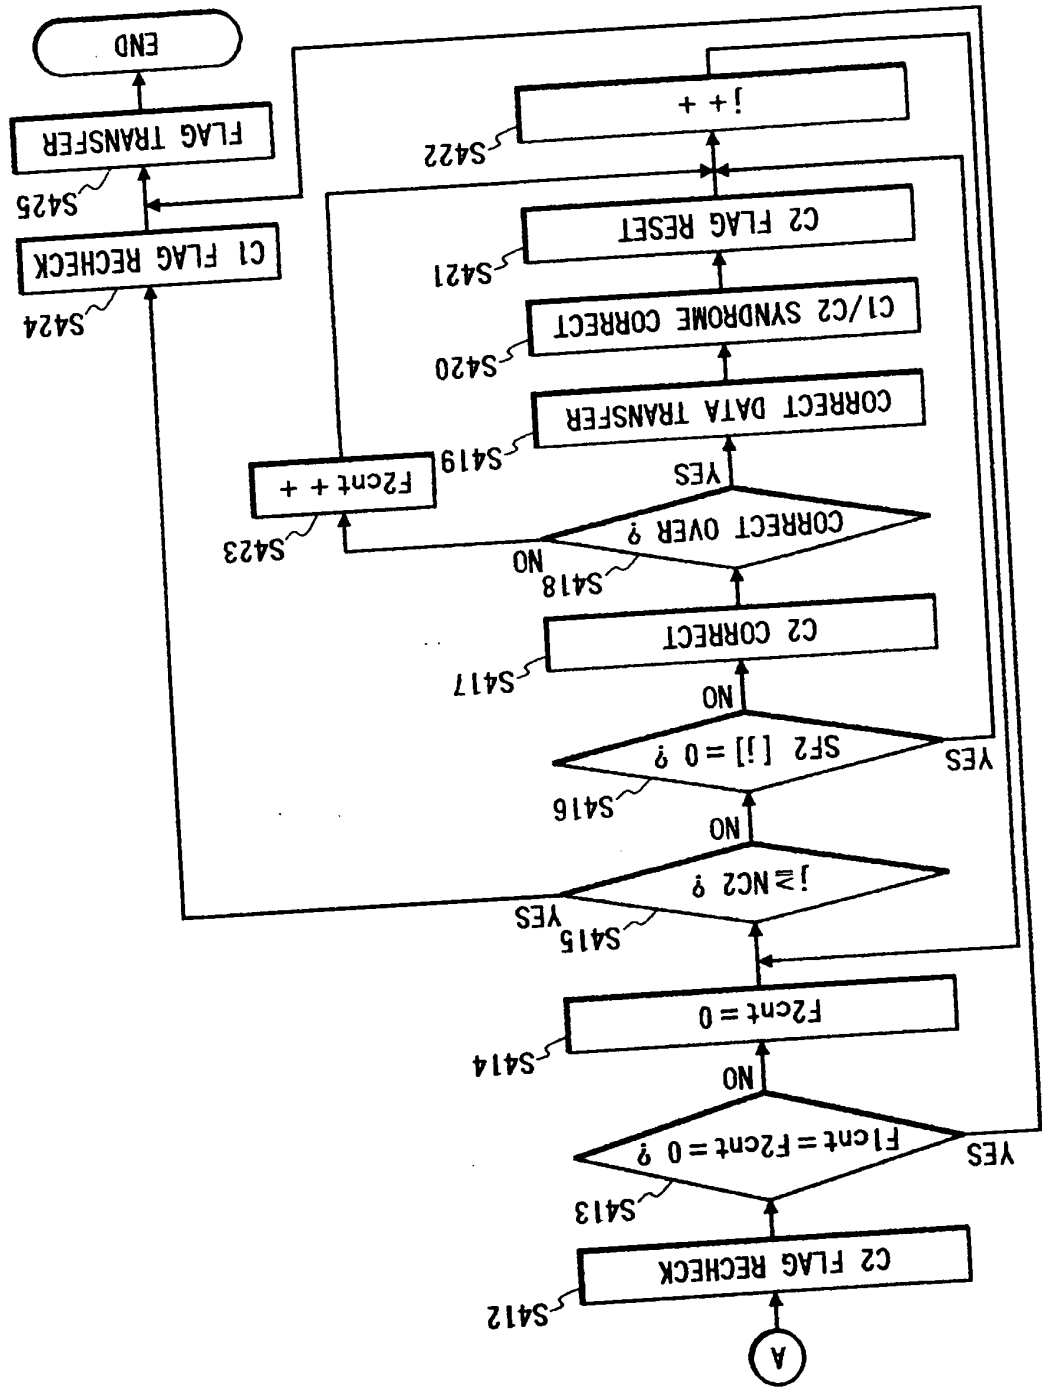 A
S412
C2 FLAG RECHECK
S413
F1cnt = F2cnt = 0 ?
YES
NO
S414
F2cnt = 0
S415
j ≧ NC2 ?
YES
NO
S416
SF2 [j] = 0 ?
YES
NO
S417
C2 CORRECT
S418
CORRECT OVER ?
NO
YES
S423
F2cnt + +
S419
CORRECT DATA TRANSFER
S420
C1/C2 SYNDROME CORRECT
S421
C2 FLAG RESET
S422
j + +
S424
C1 FLAG RECHECK
S425
FLAG TRANSFER
END